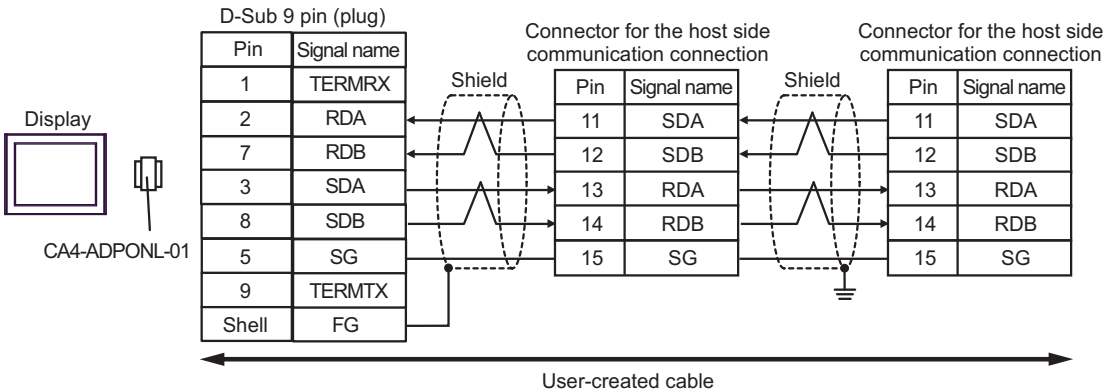 D-Sub 9 pin (plug)
Pin Signal name
1 TERMRX
2 RDA
7 RDB
3 SDA
8 SDB
5 SG
9 TERMTX
Shell FG
Display
CA4-ADPONL-01
Shield
Connector for the host side
communication connection
Pin Signal name
11 SDA
12 SDB
13 RDA
14 RDB
15 SG
Shield
Connector for the host side
communication connection
Pin Signal name
11 SDA
12 SDB
13 RDA
14 RDB
15 SG
User-created cable